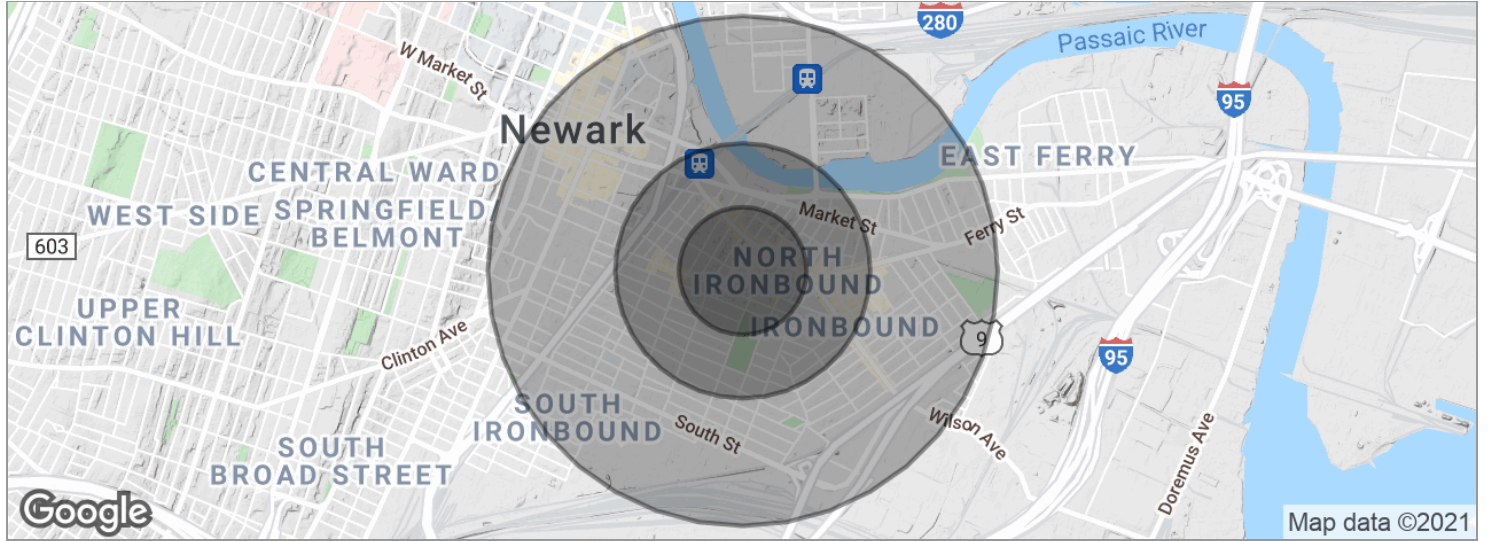 280
Passaic River
W Market St
95
Newark
EAST FERRY
CENTRAL WARD
WEST SIDE
SPRINGFIELD
BELMONT
Market St
Ferry St
603
NORTH
IRONBOUND
UPPER
CLINTON HILL
IRONBOUND
Clinton Ave
9
95
SOUTH
IRONBOUND
South St
Wilson Ave
SOUTH
BROAD STREET
Doremus Ave
Google
Map data ©2021